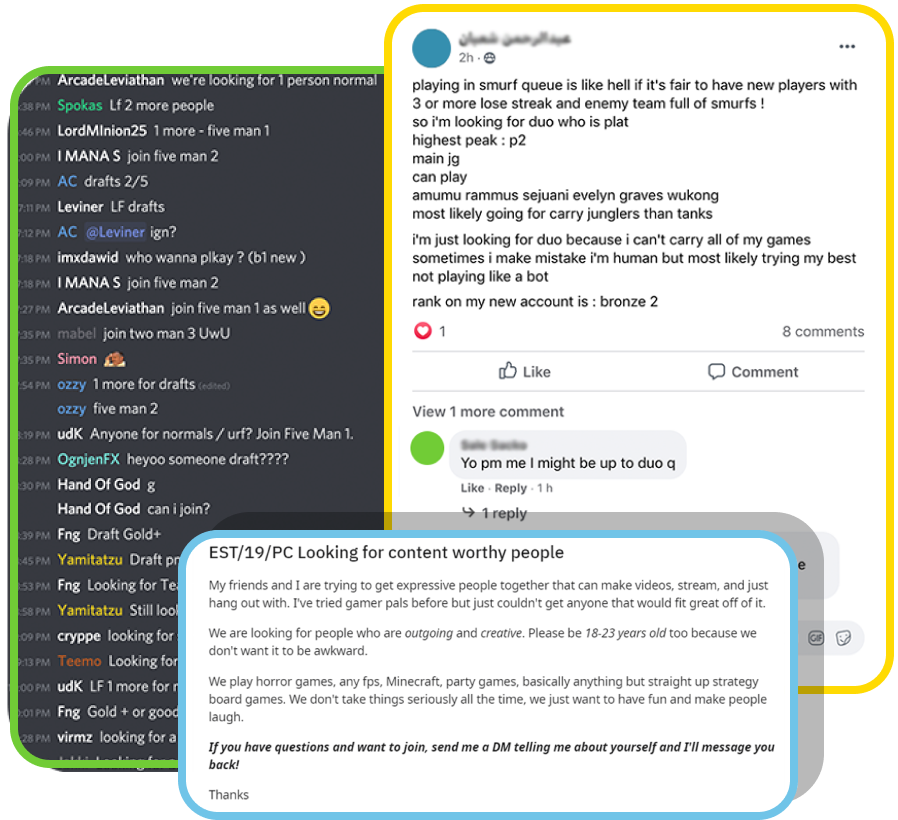 PM ArcadeLeviathan we're looking for 1 person normal
:38 PM Spokas Lf 2 more people
:46 PM LordMInion25 1 more - five man 1
:00 PM I MANA S join five man 2
:09 PM AC drafts 2/5
7:11 PM Leviner LF drafts
7:12 PM AC @Leviner ign?
7:18 PM imxdawid who wanna plkay ? (b1 new )
7:18 PM I MANA S join five man 2
7:27 PM ArcadeLeviathan join five man 1 as well 😄
7:35 PM mabel join two man 3 UwU
7:35 PM Simon
7:54 PM ozzy 1 more for drafts (edited)
ozzy five man 2
8:19 PM udK Anyone for normals / urf? Join Five Man 1.
8:28 PM OgnjenFX heyoo someone draft????
8:30 PM Hand Of God g
Hand Of God can i join?
8:39 PM Fng Draft Gold+
8:45 PM Yamitatzu Draft
8:53 PM Fng Looking for
8:58 PM Yamitatzu Still
9:09 PM cryppe looking for
9:13 PM Teemo Looking for
:00 PM udK LF 1 more for
:01 PM Fng Gold + or good
:28 PM virmz looking for a
2h
playing in smurf queue is like hell if it's fair to have new players with
3 or more lose streak and enemy team full of smurfs !
so i'm looking for duo who is plat
highest peak : p2
main jg
can play
amumu rammus sejuani evelyn graves wukong
most likely going for carry junglers than tanks
i'm just looking for duo because i can't carry all of my games
sometimes i make mistake i'm human but most likely trying my best
not playing like a bot
rank on my new account is : bronze 2
1 8 comments
Like Comment
View 1 more comment
Yo pm me I might be up to duo q
Like · Reply · 1 h
1 reply
e
GIF
EST/19/PC Looking for content worthy people
My friends and I are trying to get expressive people together that can make videos, stream, and just
hang out with. I've tried gamer pals before but just couldn't get anyone that would fit great off of it.
We are looking for people who are outgoing and creative. Please be 18-23 years old too because we
don't want it to be awkward.
We play horror games, any fps, Minecraft, party games, basically anything but straight up strategy
board games. We don't take things seriously all the time, we just want to have fun and make people
laugh.
If you have questions and want to join, send me a DM telling me about yourself and I'll message you
back!
Thanks